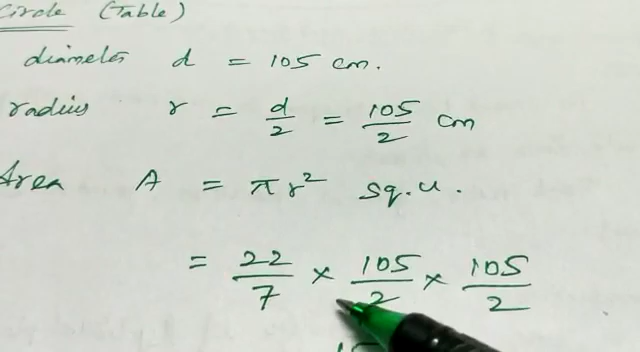 Circle (Table)
diameter d = 105 cm.
radius r = d/2 = 105/2 cm
Area A = πr² sq.u.
= 22/7 × 105/2 × 105/2
15